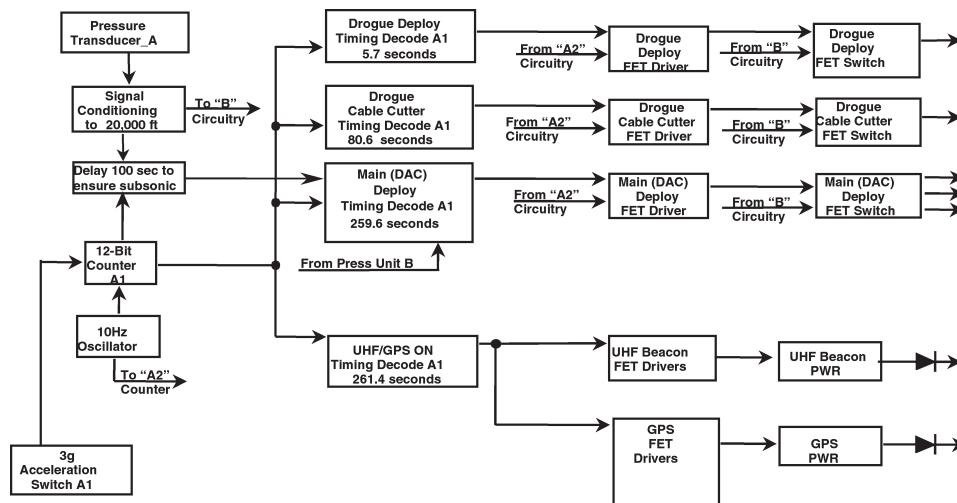 Pressure
Transducer_A
Signal
Conditioning
to 20,000 ft
To “B”
Circuitry
Delay 100 sec to
ensure subsonic
12-Bit
Counter
A1
10Hz
Oscillator
To “A2”
Counter
3g
Acceleration
Switch A1
Drogue Deploy
Timing Decode A1
5.7 seconds
From “A2”
Circuitry
Drogue
Deploy
FET Driver
From “B”
Circuitry
Drogue
Deploy
FET Switch
Drogue
Cable Cutter
Timing Decode A1
80.6 seconds
From “A2”
Circuitry
Drogue
Cable Cutter
FET Driver
From “B”
Circuitry
Drogue
Cable Cutter
FET Switch
Main (DAC)
Deploy
Timing Decode A1
259.6 seconds
From “A2”
Circuitry
Main (DAC)
Deploy
FET Driver
From “B”
Circuitry
Main (DAC)
Deploy
FET Switch
From Press Unit B
UHF/GPS ON
Timing Decode A1
261.4 seconds
UHF Beacon
FET Drivers
UHF Beacon
PWR
GPS
FET
Drivers
GPS
PWR